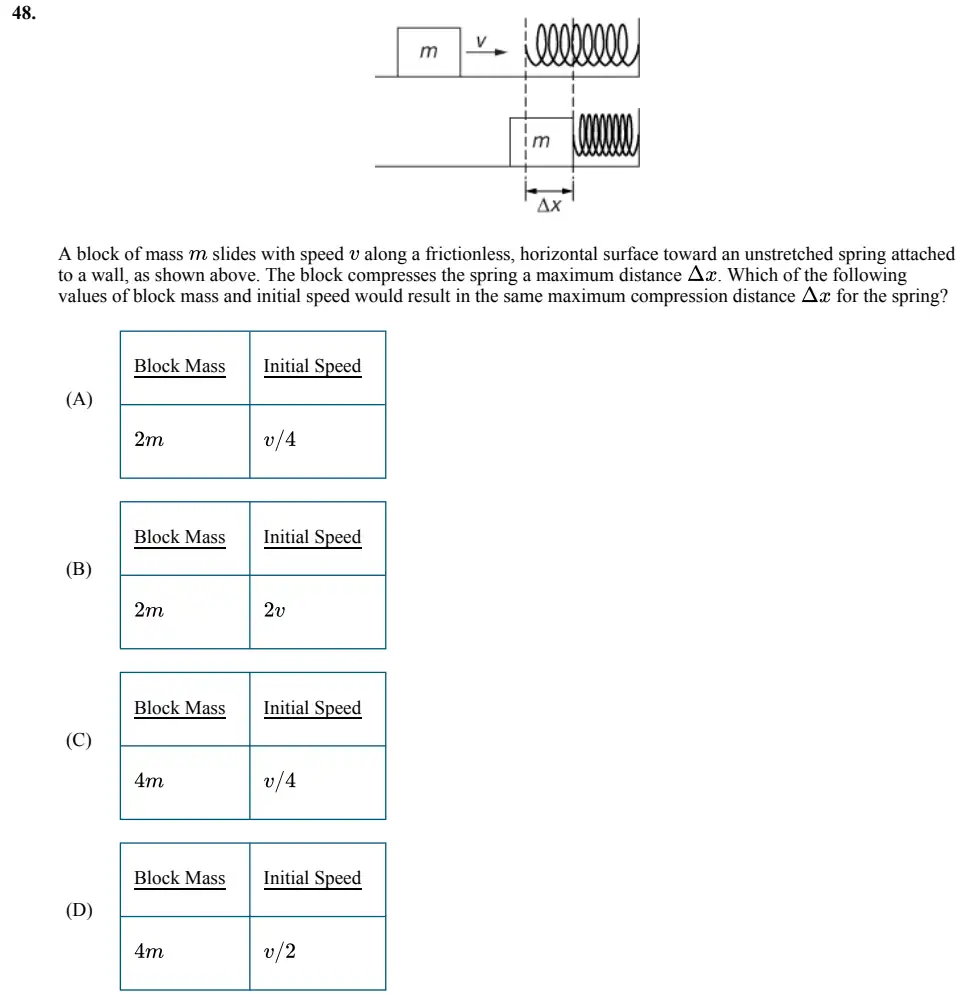 48.
m v
m
Δx
A block of mass m slides with speed v along a frictionless, horizontal surface toward an unstretched spring attached
to a wall, as shown above. The block compresses the spring a maximum distance Δx. Which of the following
values of block mass and initial speed would result in the same maximum compression distance Δx for the spring?
(A)
Block Mass Initial Speed
2m v/4
(B)
Block Mass Initial Speed
2m 2v
(C)
Block Mass Initial Speed
4m v/4
(D)
Block Mass Initial Speed
4m v/2